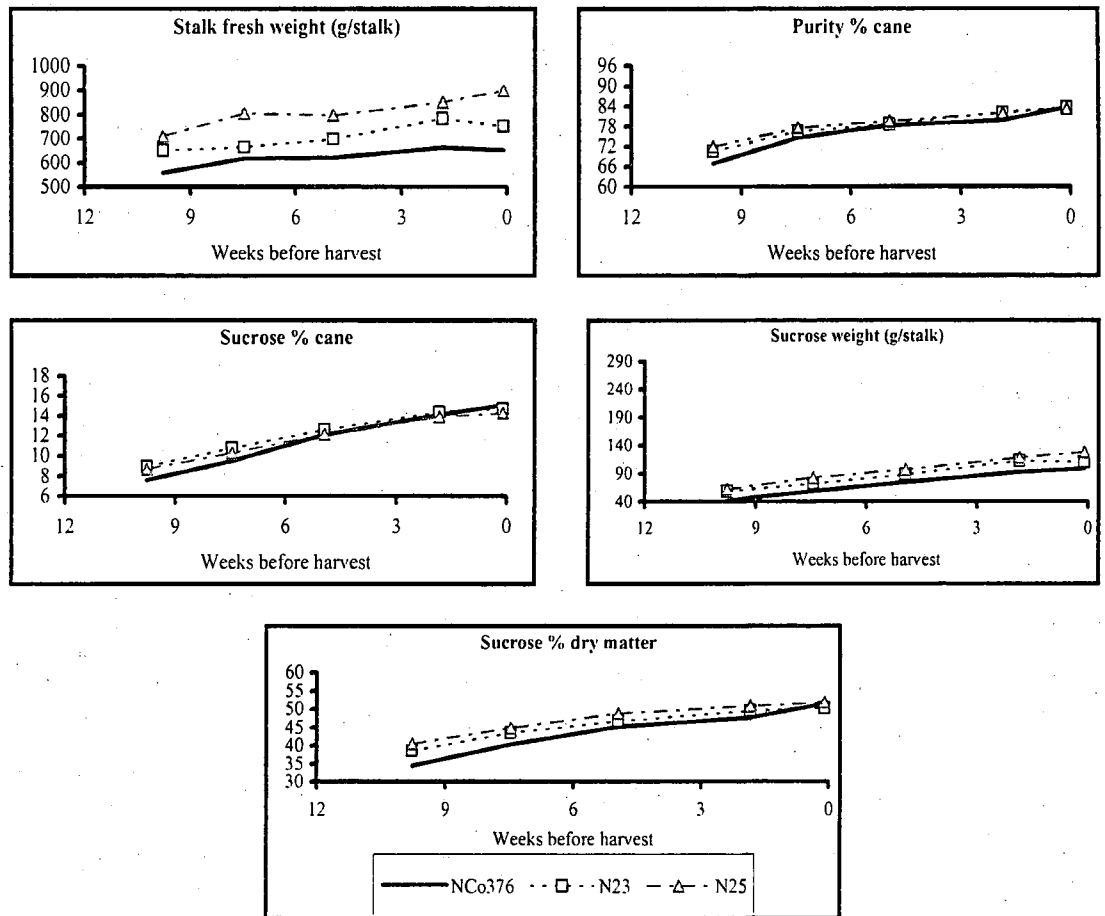 Stalk fresh weight (g/stalk)
1000
900
800
700
600
500
12 9 6 3 0
Weeks before harvest
Purity % cane
96
90
84
78
72
66
60
12 9 6 3 0
Weeks before harvest
Sucrose % cane
18
16
14
12
10
8
6
12 9 6 3 0
Weeks before harvest
Sucrose weight (g/stalk)
290
240
190
140
90
40
12 9 6 3 0
Weeks before harvest
Sucrose % dry matter
60
55
50
45
40
35
30
12 9 6 3 0
Weeks before harvest
NCo376 N23 N25